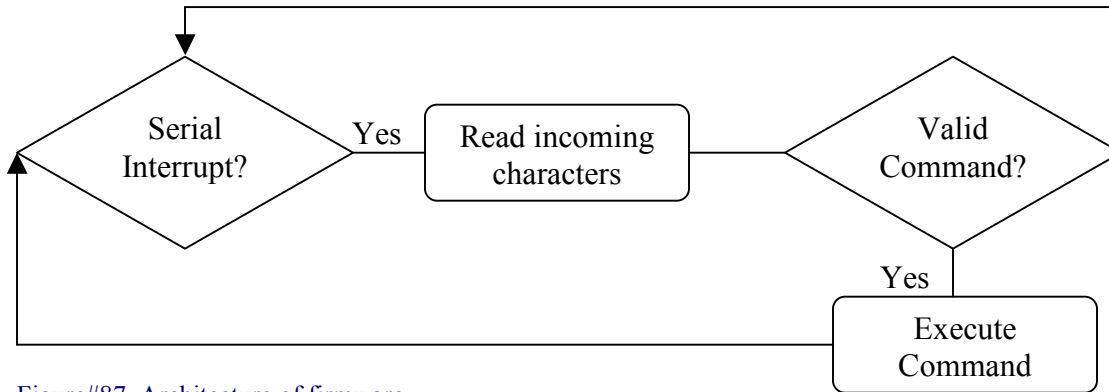 Serial
Interrupt?
Yes
Read incoming
characters
Valid
Command?
Yes
Execute
Command
Figure#87. Architecture of firmware